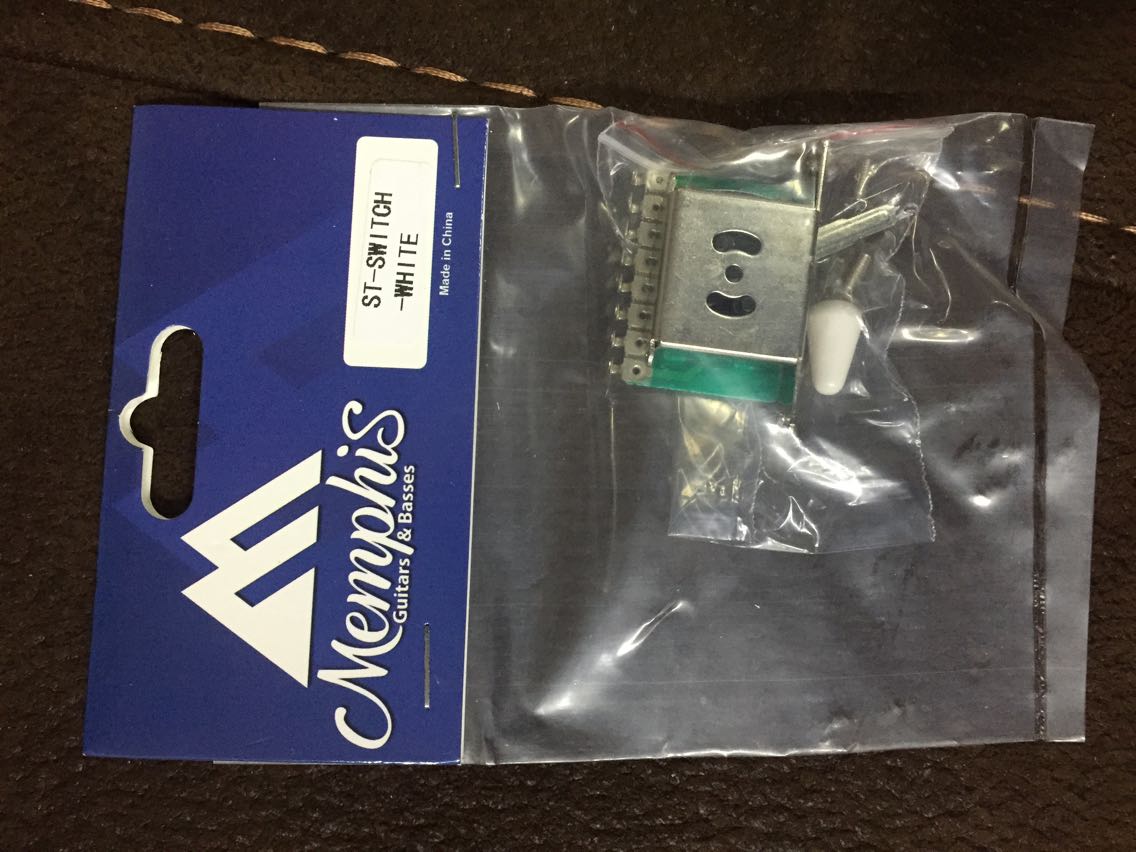 ST-SWITCH
-WHITE
Made in China
Memphis
Guitars & Basses